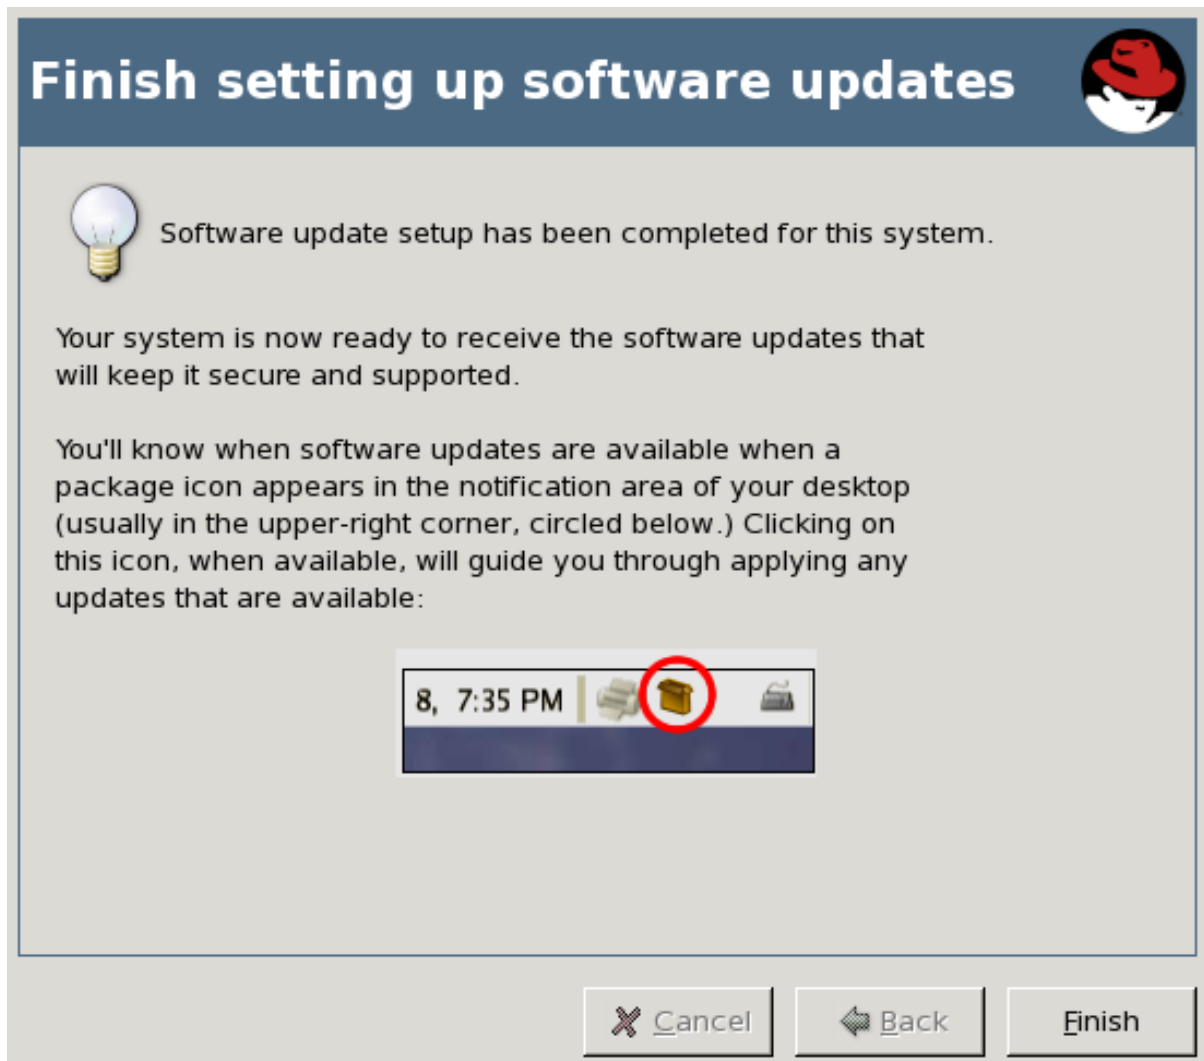 Finish setting up software updates
Software update setup has been completed for this system.
Your system is now ready to receive the software updates that
will keep it secure and supported.
You'll know when software updates are available when a
package icon appears in the notification area of your desktop
(usually in the upper-right corner, circled below.) Clicking on
this icon, when available, will guide you through applying any
updates that are available:
8, 7:35 PM
Cancel
Back
Finish